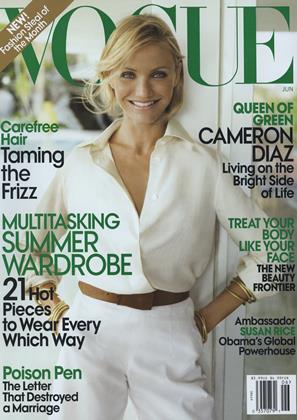 NEW!
Fashion Steal of
the Month
VOGUE
JUN
Carefree
Hair
Taming
the
Frizz
QUEEN OF
GREEN
CAMERON
DIAZ
Living on the
Bright Side
of Life
MULTITASKING
SUMMER
WARDROBE
21 Hot
Pieces
to Wear Every
Which Way
TREAT YOUR
BODY
LIKE YOUR
FACE
THE NEW
BEAUTY
FRONTIER
Ambassador
SUSAN RICE
Obama's Global
Powerhouse
Poison Pen
The Letter
That Destroyed
a Marriage
06